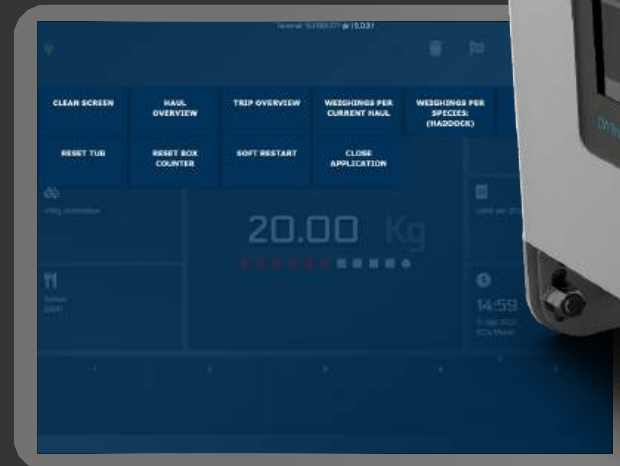 CLEAN SCREEN
HAUL
OVERVIEW
TRIP OVERVIEW
WEIGHINGS PER
CURRENT HAUL
WEIGHINGS PER
SPECIES:
(HADDOCK)
RESET TUB
RESET BOX
COUNTER
SOFT RESTART
CLOSE
APPLICATION
20.00 Kg
14:59